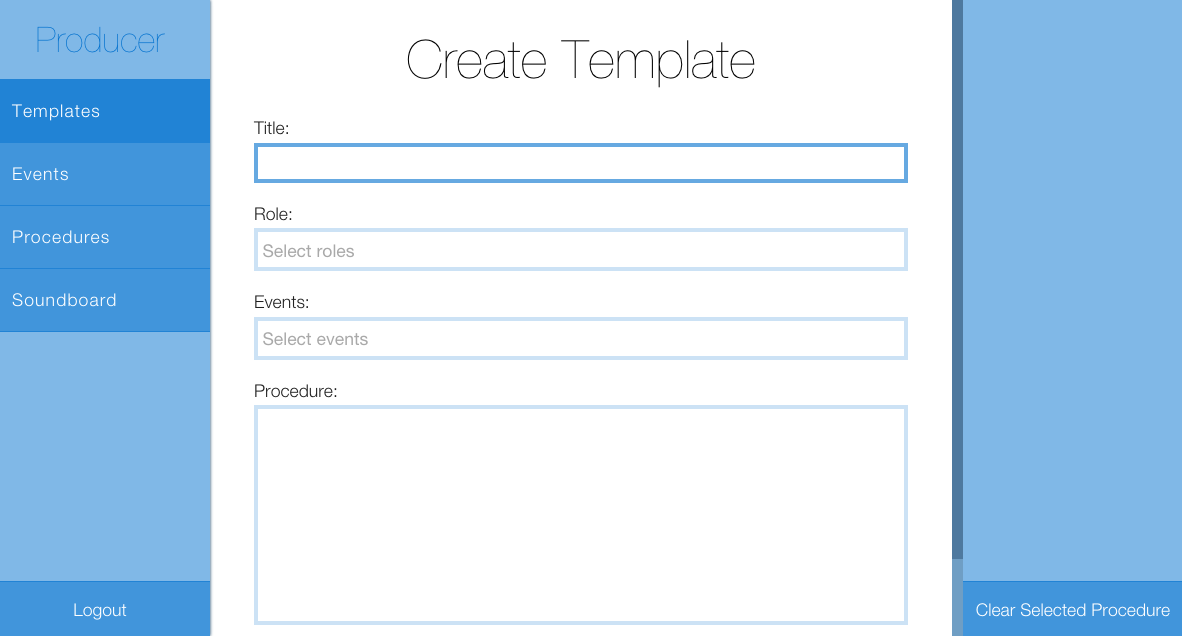 Producer
Templates
Events
Procedures
Soundboard
Logout
Create Template
Title:
Role:
Select roles
Events:
Select events
Procedure:
Clear Selected Procedure